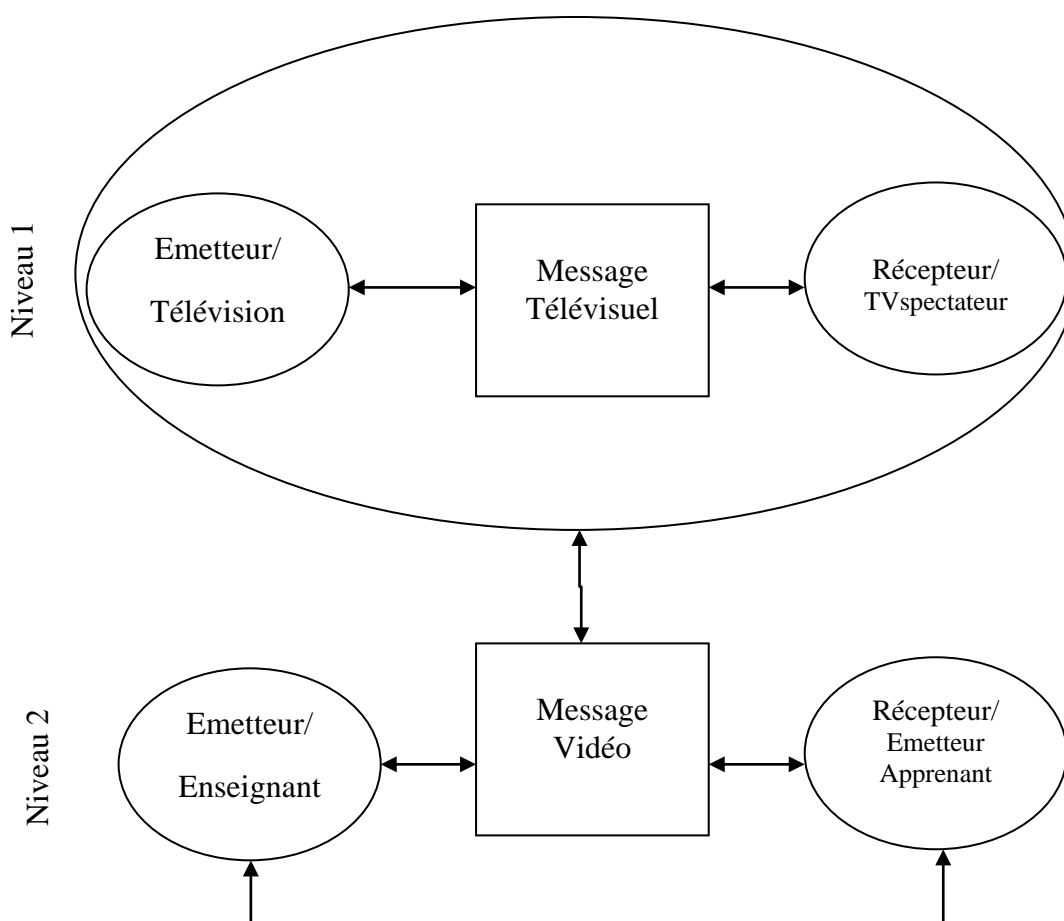 Niveau 1
Emetteur/
Télévision
Message
Télévisuel
Récepteur/
TVspectateur
Niveau 2
Emetteur/
Enseignant
Message
Vidéo
Récepteur/
Emetteur
Apprenant